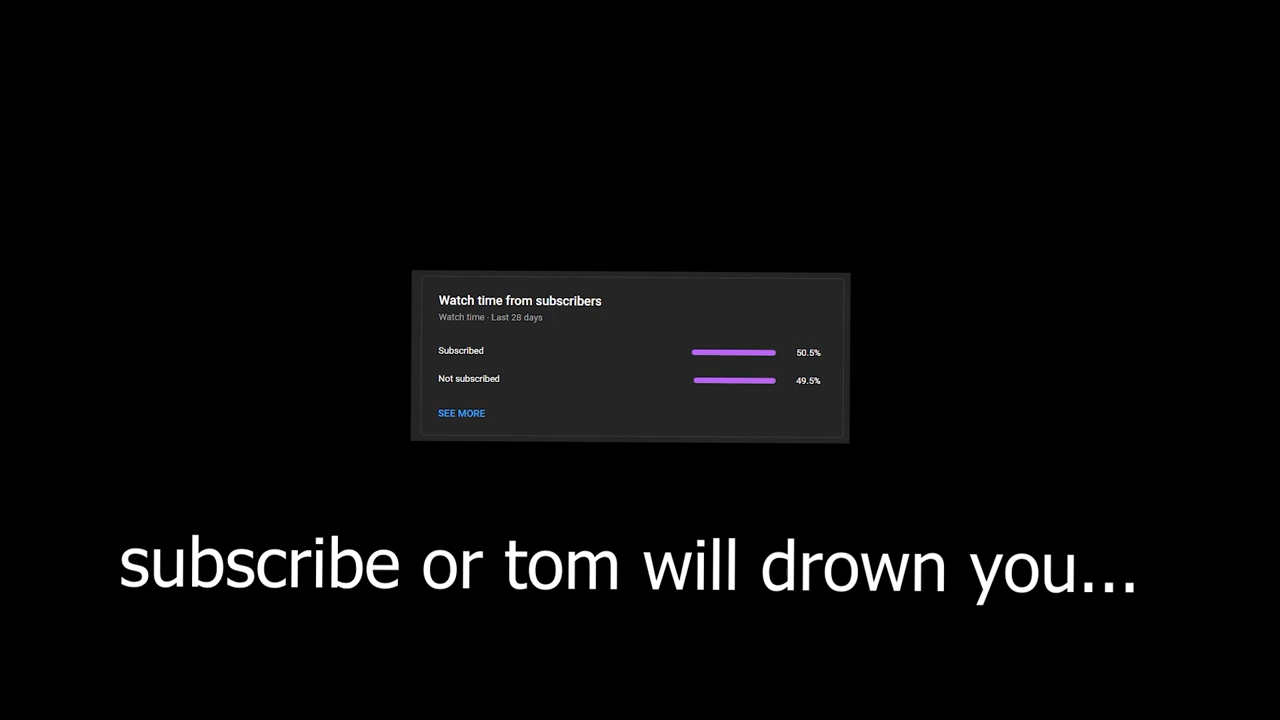 Watch time from subscribers
Watch time · Last 28 days
Subscribed 50.5%
Not subscribed 49.5%
SEE MORE
subscribe or tom will drown you...